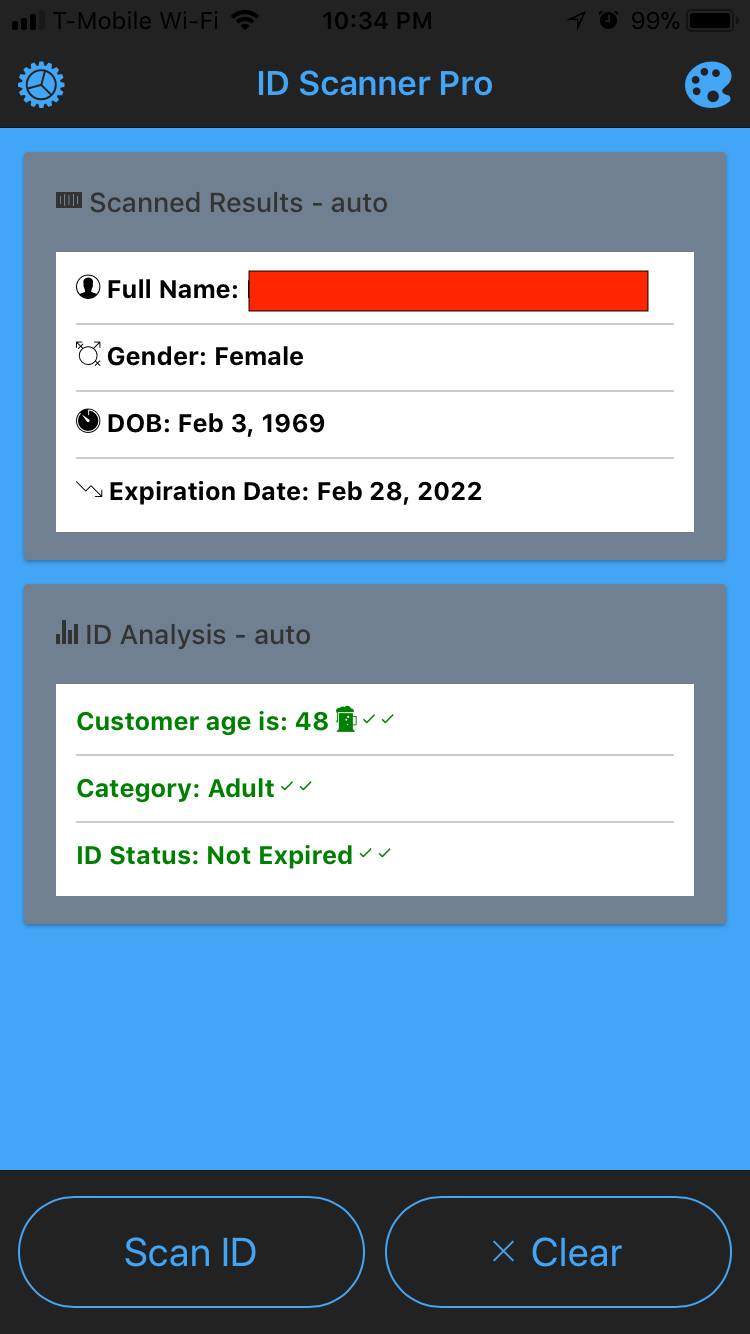 T-Mobile Wi-Fi 10:34 PM 99%
ID Scanner Pro
Scanned Results - auto
Full Name:
Gender: Female
DOB: Feb 3, 1969
Expiration Date: Feb 28, 2022
ID Analysis - auto
Customer age is: 48
Category: Adult
ID Status: Not Expired
Scan ID
Clear